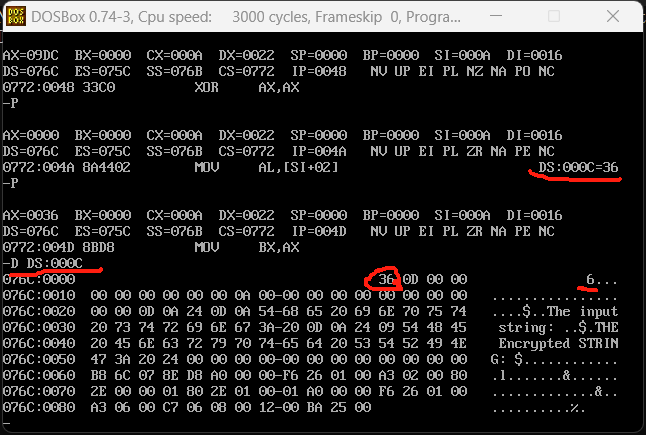 DOS BOX DOSBox 0.74-3, Cpu speed: 3000 cycles, Frameskip 0, Progra...
AX=09DC BX=0000 CX=000A DX=0022 SP=0000 BP=0000 SI=000A DI=0016
DS=076C ES=075C SS=076B CS=0772 IP=0048 NV UP EI PL NZ NA PO NC
0772:0048 33C0 XOR AX,AX
-P
AX=0000 BX=0000 CX=000A DX=0022 SP=0000 BP=0000 SI=000A DI=0016
DS=076C ES=075C SS=076B CS=0772 IP=004A NV UP EI PL ZR NA PE NC
0772:004A 8A4402 MOV AL,[SI+02] DS:000C=36
-P
AX=0036 BX=0000 CX=000A DX=0022 SP=0000 BP=0000 SI=000A DI=0016
DS=076C ES=075C SS=076B CS=0772 IP=004D NV UP EI PL ZR NA PE NC
0772:004D 8BD8 MOV BX,AX
-D DS:000C
076C:0000 36 0D 00 00 6...
076C:0010 00 00 00 00 00 00 0A 00-00 00 00 00 00 00 00 00 ................
076C:0020 00 00 0D 0A 24 0D 0A 54-68 65 20 69 6E 70 75 74 ....$..The input
076C:0030 20 73 74 72 69 6E 67 3A-20 0D 0A 24 09 54 48 45 string: ..$.THE
076C:0040 20 45 6E 63 72 79 70 74-65 64 20 53 54 52 49 4E Encrypted STRIN
076C:0050 47 3A 20 24 00 00 00 00-00 00 00 00 00 00 00 00 G: $............
076C:0060 B8 6C 07 8E D8 A0 00 00-F6 26 01 00 A3 02 00 80 .l.......&......
076C:0070 2E 00 00 01 80 2E 01 00-01 A0 00 00 F6 26 01 00 .............&..
076C:0080 A3 06 00 C7 06 08 00 12-00 BA 25 00 ..........%.
-